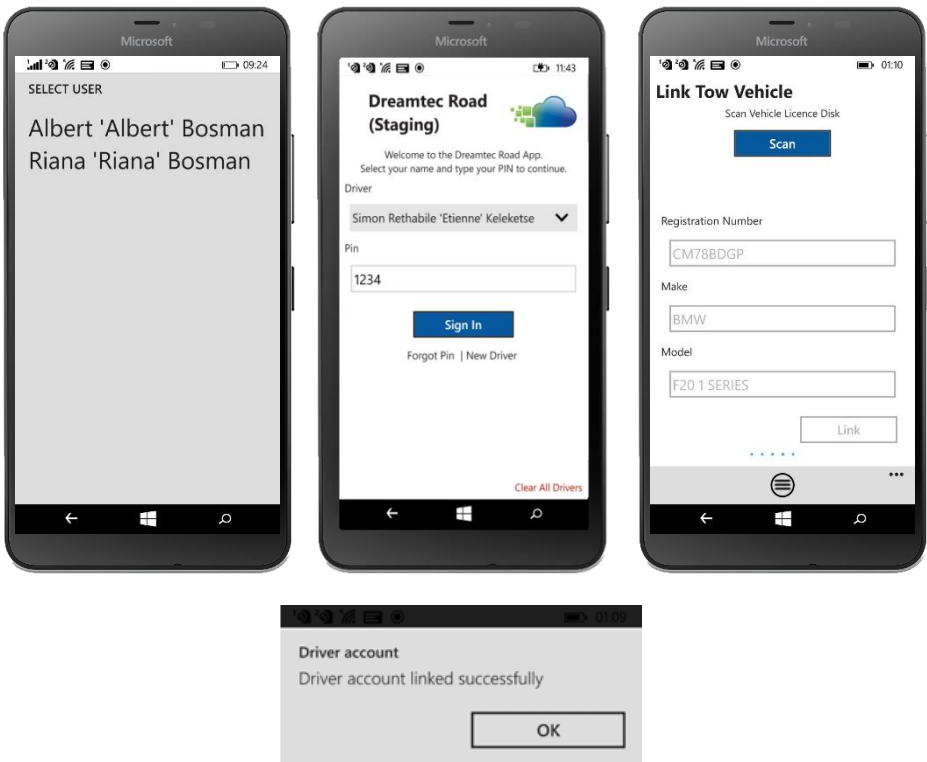 Microsoft
09:24
SELECT USER
Albert 'Albert' Bosman
Riana 'Riana' Bosman
Microsoft
11:43
Dreamtec Road
(Staging)
Welcome to the Dreamtec Road App.
Select your name and type your PIN to continue.
Driver
Simon Rethabile 'Etienne' Keleketse
Pin
1234
Sign In
Forgot Pin | New Driver
Clear All Drivers
Microsoft
01:10
Link Tow Vehicle
Scan Vehicle Licence Disk
Scan
Registration Number
CM78BDGP
Make
BMW
Model
F20 1 SERIES
Link
01:09
Driver account
Driver account linked successfully
OK